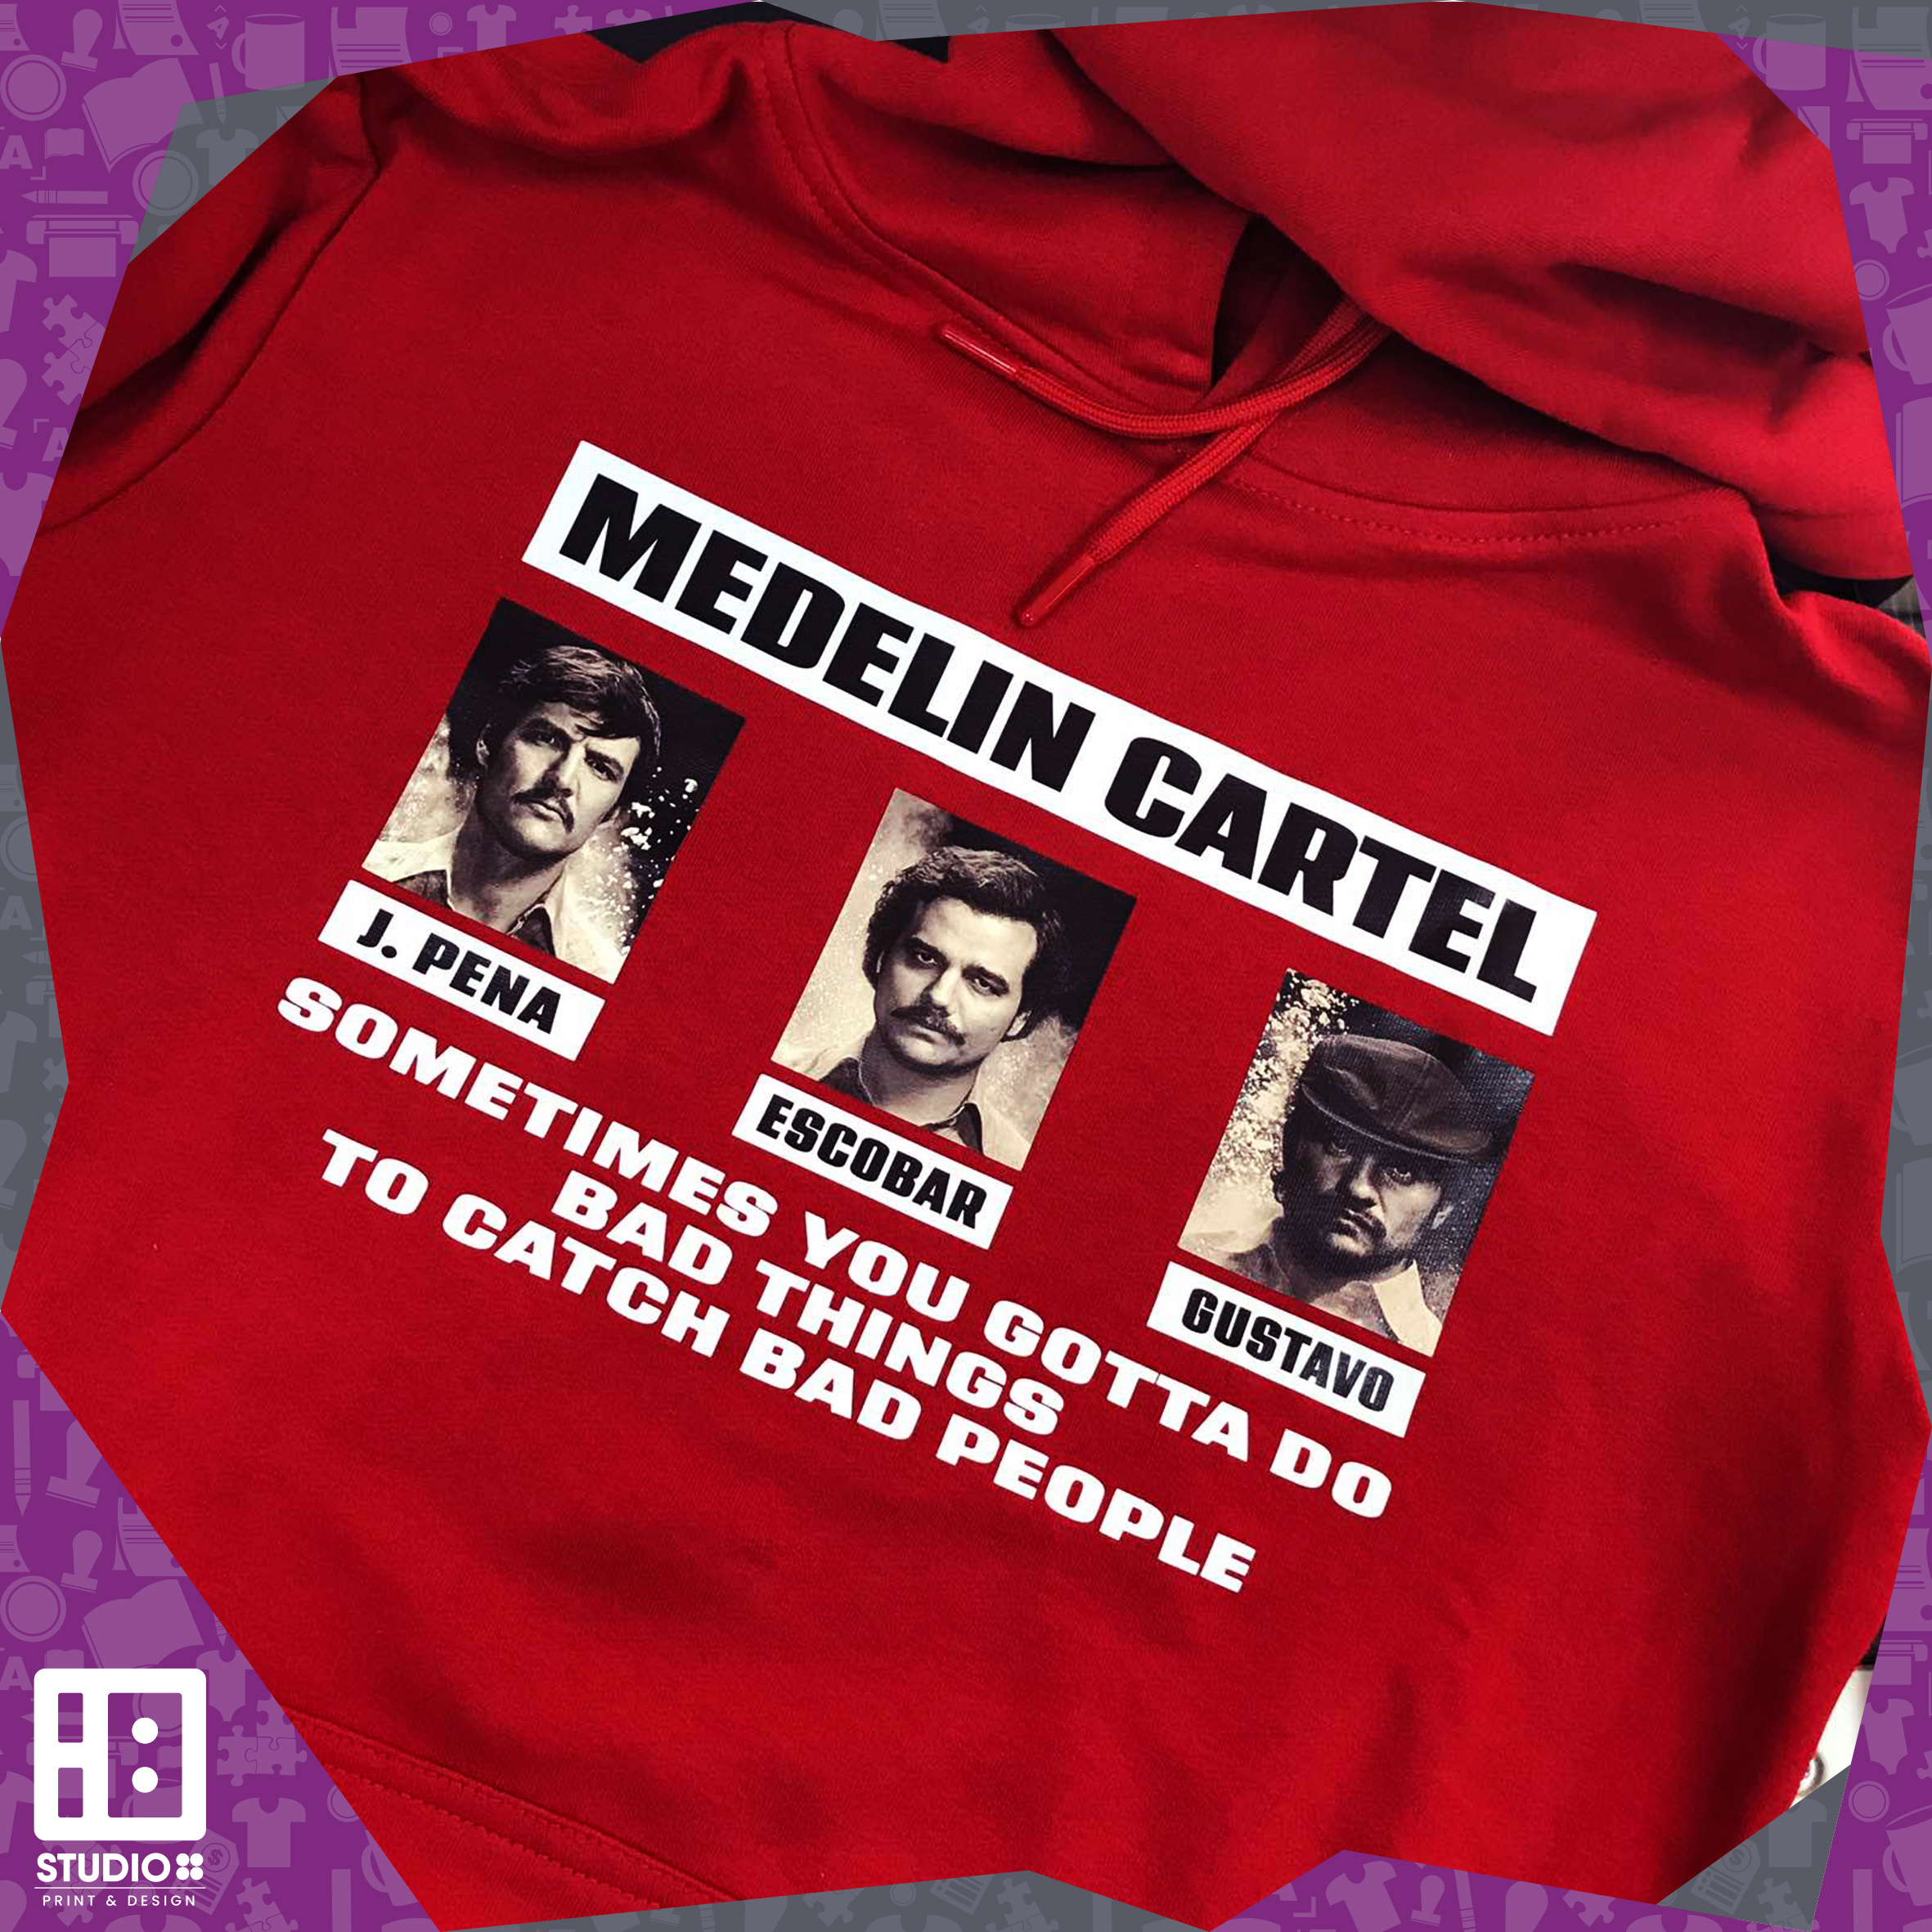 MEDELIN CARTEL
J. PENA
ESCOBAR
GUSTAVO
SOMETIMES YOU GOTTA DO
BAD THINGS
TO CATCH BAD PEOPLE
STUDIO
PRINT & DESIGN